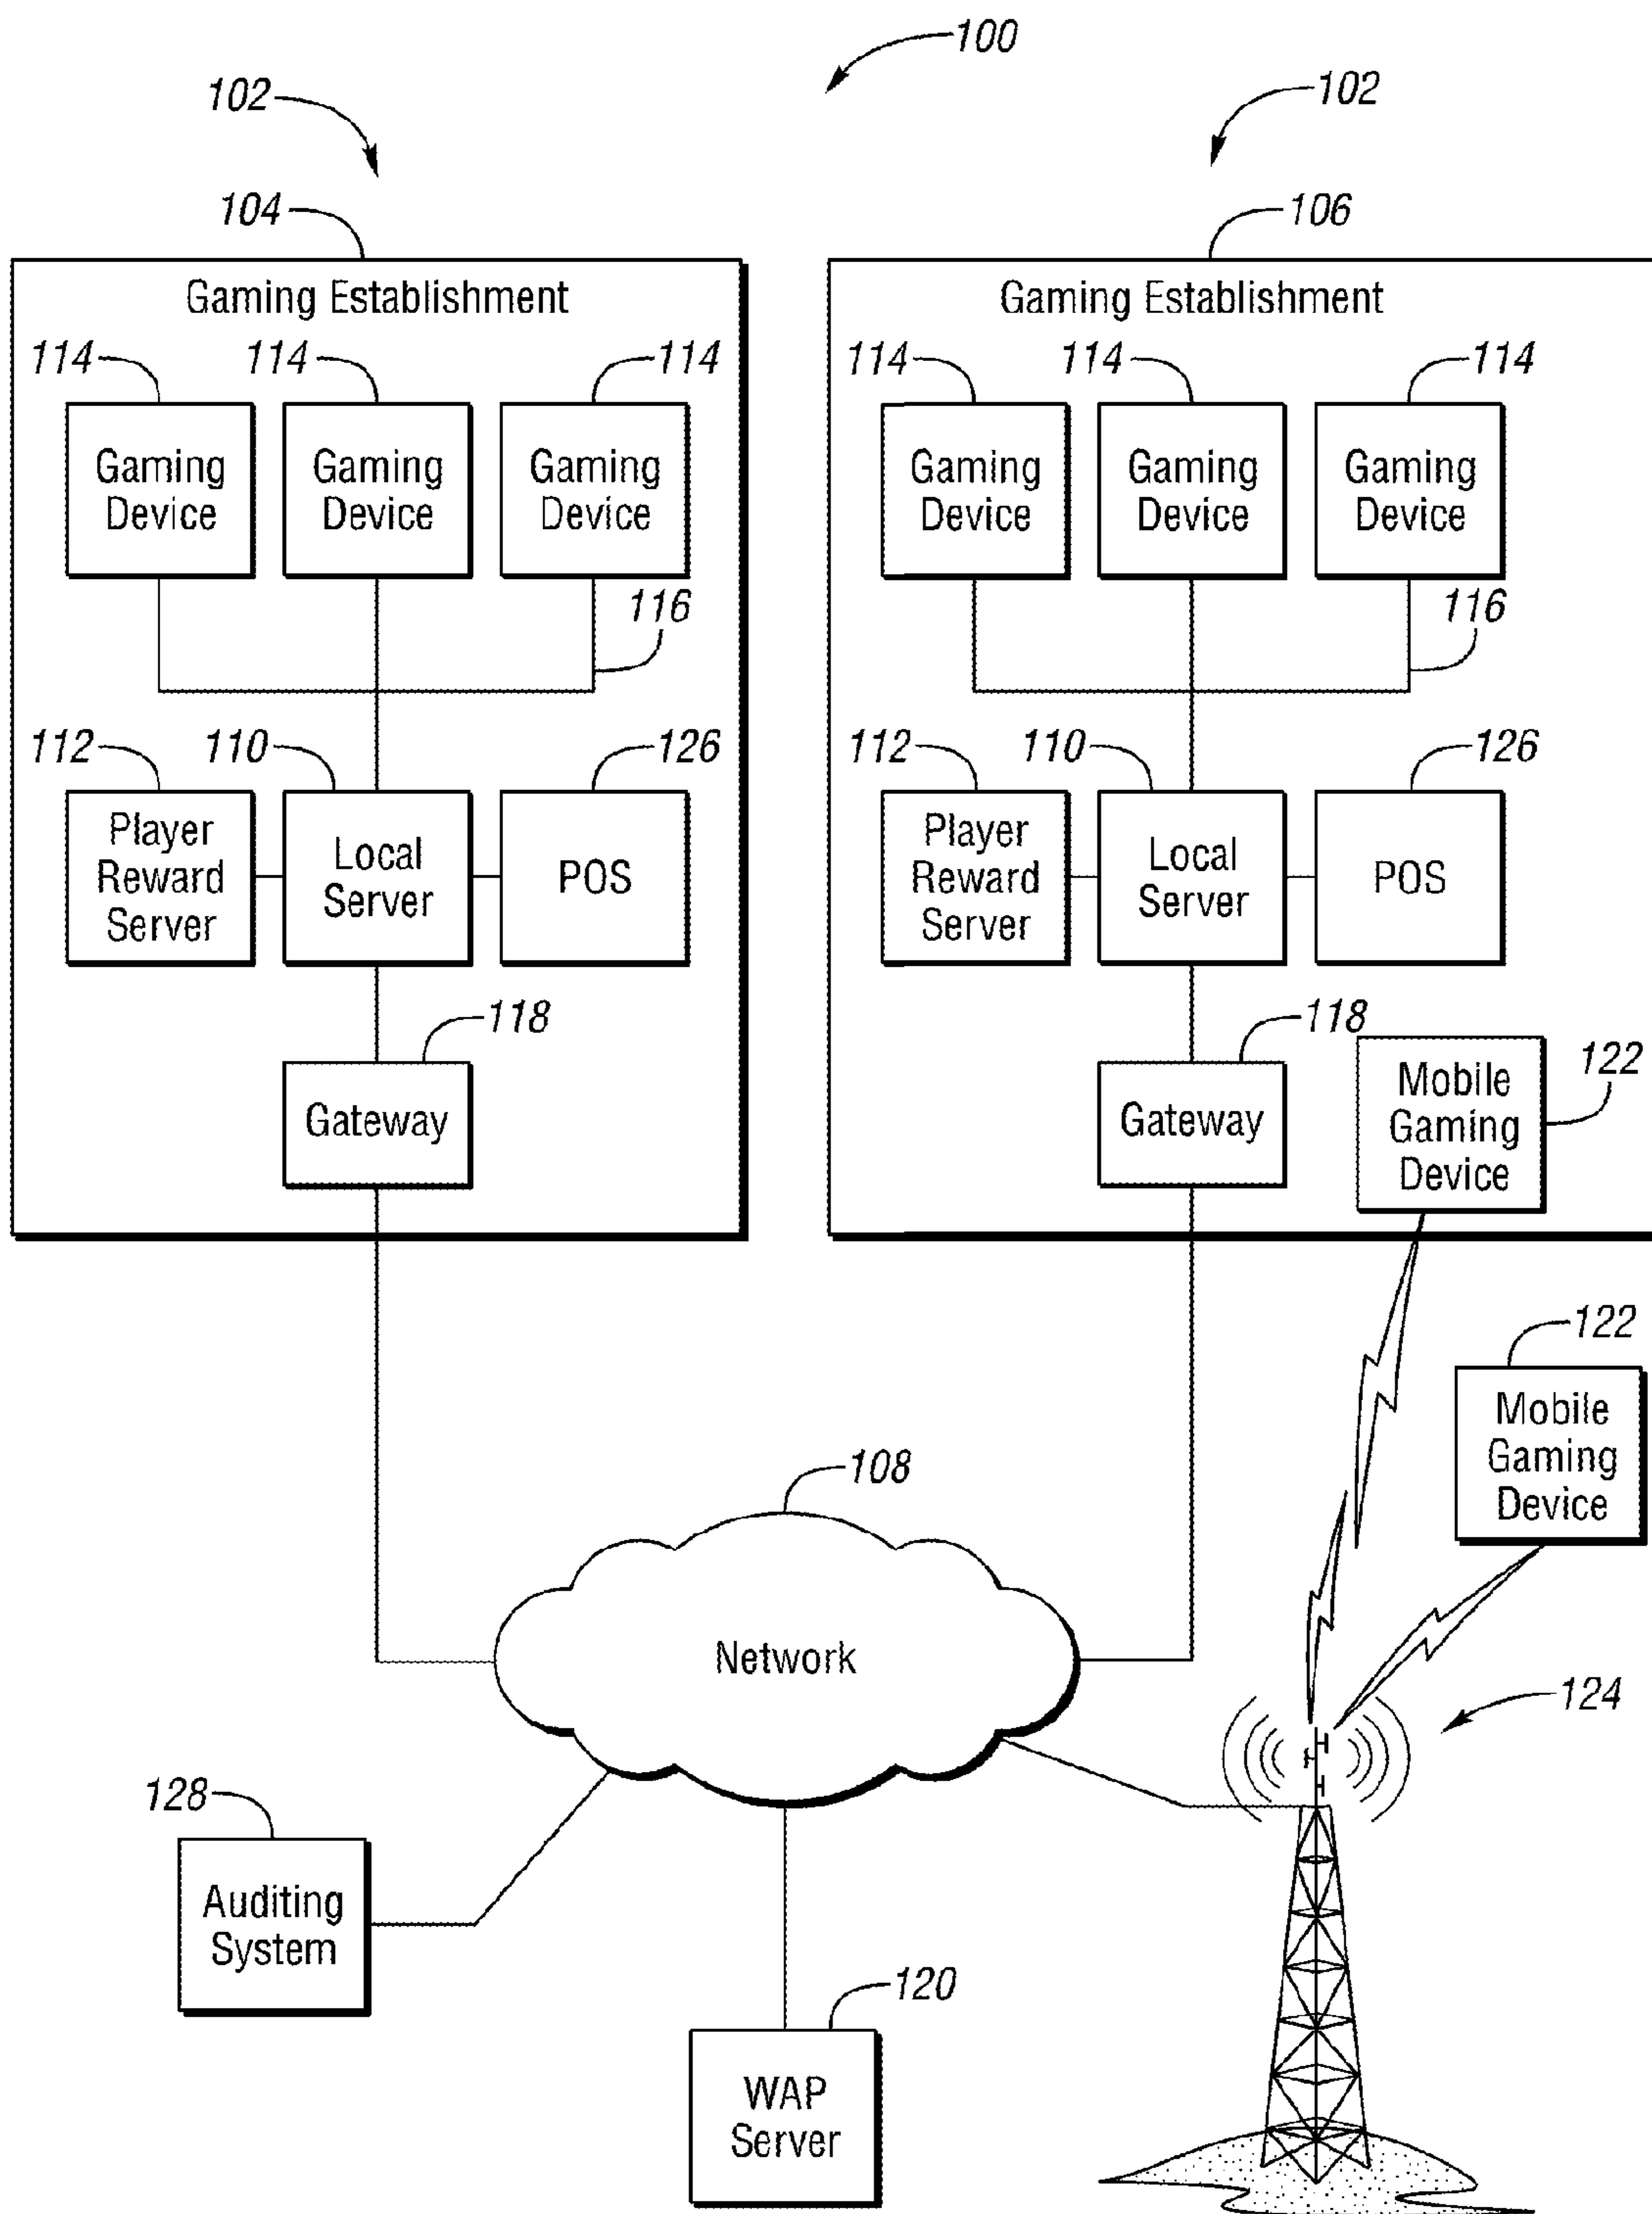 100
102
102
104
106
Gaming Establishment
Gaming Establishment
114
114
114
114
114
114
Gaming
Device
Gaming
Device
Gaming
Device
Gaming
Device
Gaming
Device
Gaming
Device
116
116
112
110
126
112
110
126
Player
Reward
Server
Local
Server
POS
Player
Reward
Server
Local
Server
POS
118
118
Gateway
Gateway
Mobile
Gaming
Device
122
122
Mobile
Gaming
Device
108
Network
124
128
Auditing
System
120
WAP
Server